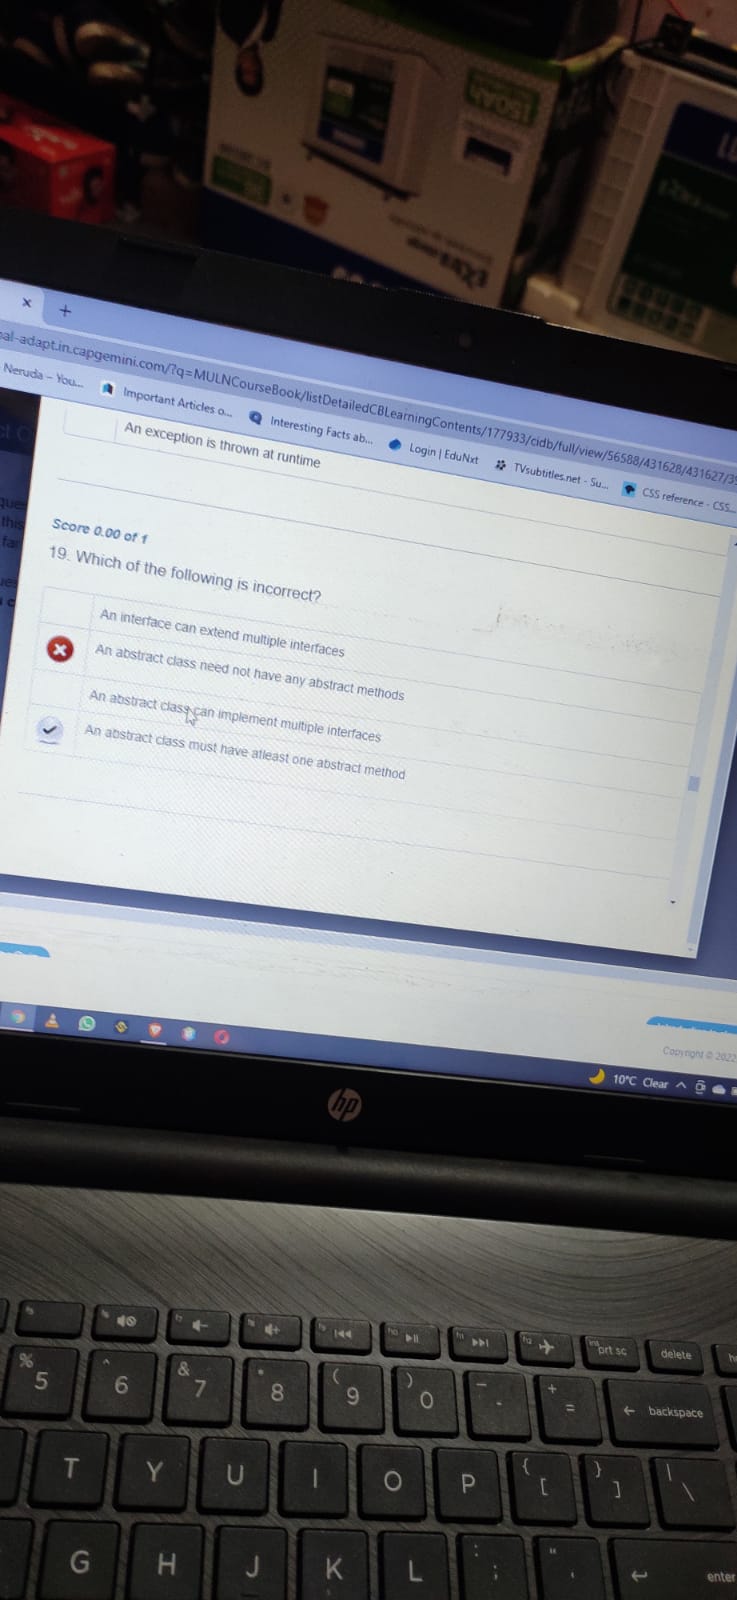 150AH
×
+
al-adapt.in.capgemini.com/?q=MULNCourseBook/listDetailedCBLearningContents/177933/cidb/full/view/56588/431628/431627/3
Neruda – You...
Important Articles o...
Interesting Facts ab...
Login | EduNxt
TVsubtitles.net - Su...
CSS reference - CSS...
An exception is thrown at runtime
Score 0.00 of 1
19. Which of the following is incorrect?
An interface can extend multiple interfaces
An abstract class need not have any abstract methods
An abstract class can implement multiple interfaces
An abstract class must have atleast one abstract method
Copyright © 2022
10°C Clear
hp
prt sc
delete
% 5
^ 6
& 7
* 8
( 9
) 0
_ -
+ =
← backspace
T
Y
U
I
O
P
{ [
} ]
| \
G
H
J
K
L
: ;
" '
enter